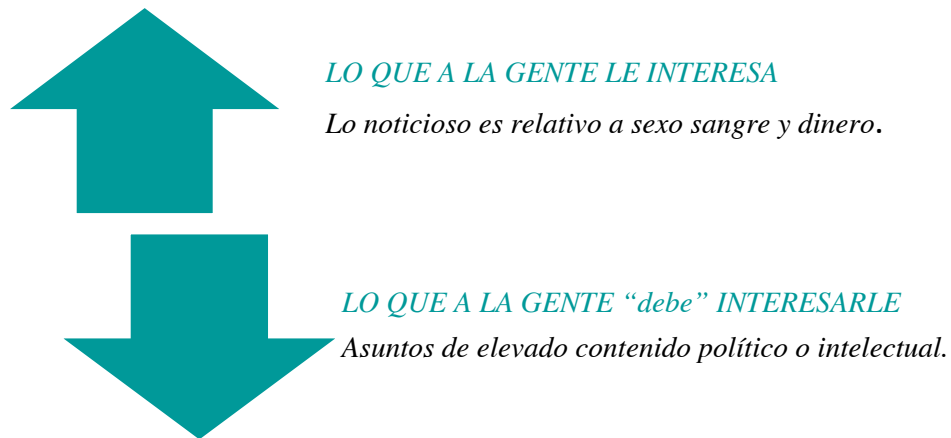 LO QUE A LA GENTE LE INTERESA
Lo noticioso es relativo a sexo sangre y dinero.
LO QUE A LA GENTE “debe” INTERESARLE
Asuntos de elevado contenido político o intelectual.